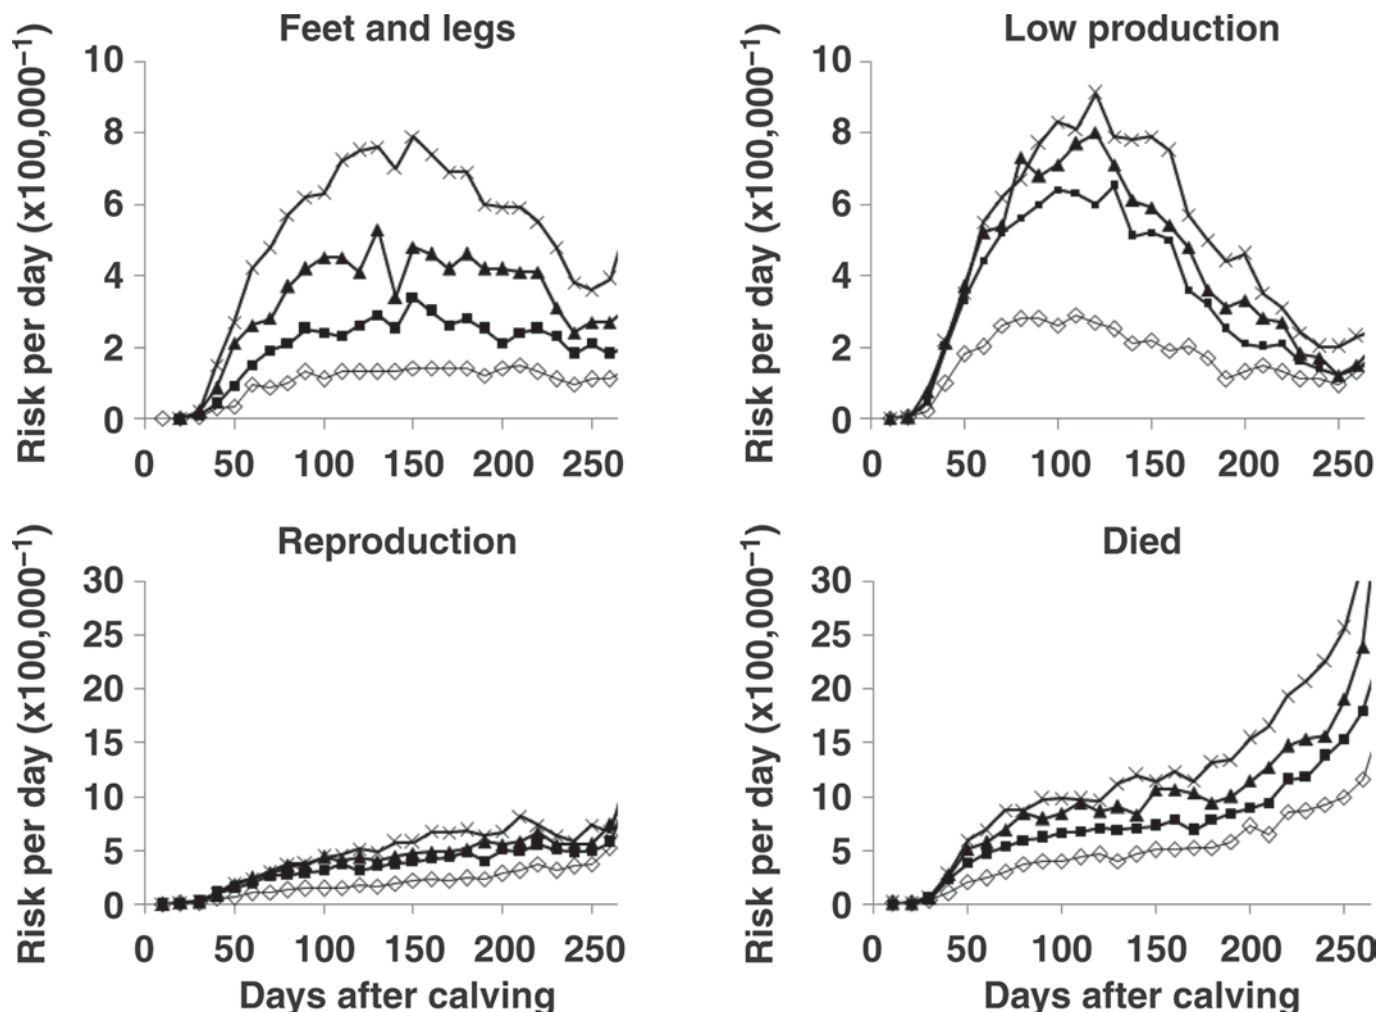 Feet and legs
Risk per day (x100,000⁻¹)
10
8
6
4
2
0
0 50 100 150 200 250
Low production
Risk per day (x100,000⁻¹)
10
8
6
4
2
0
0 50 100 150 200 250
Reproduction
Risk per day (x100,000⁻¹)
30
25
20
15
10
5
0
0 50 100 150 200 250
Days after calving
Died
Risk per day (x100,000⁻¹)
30
25
20
15
10
5
0
0 50 100 150 200 250
Days after calving